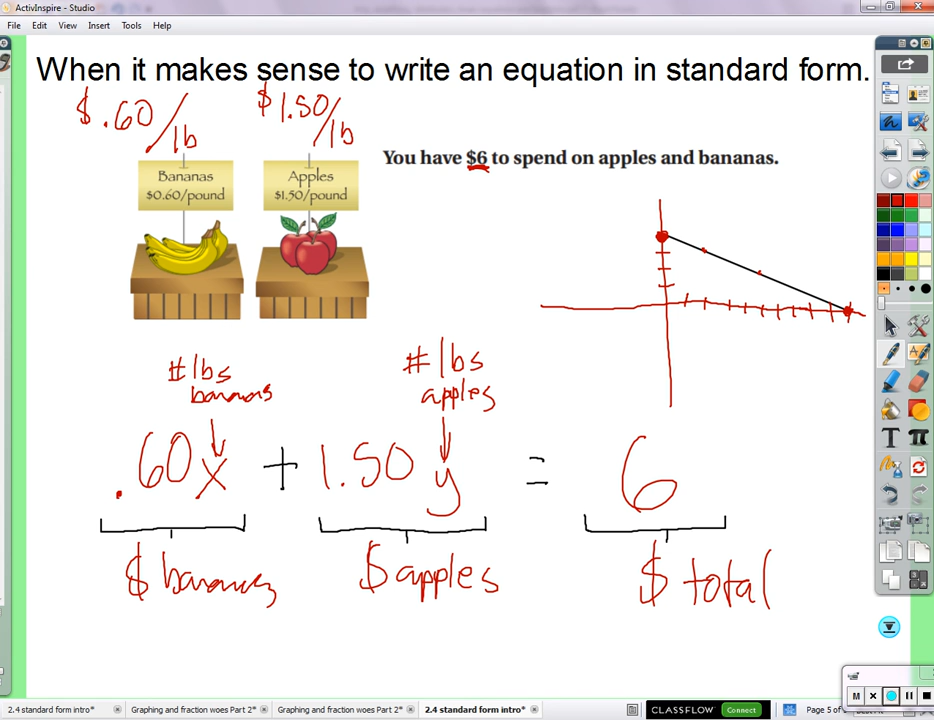 ActivInspire - Studio
File Edit View Insert Tools Help
When it makes sense to write an equation in standard form.
$.60/lb $1.50/lb
You have $6 to spend on apples and bananas.
Bananas
$0.60/pound
Apples
$1.50/pound
# lbs
bananas
# lbs
apples
.60x + 1.50y = 6
$ bananas $ apples $ total
2.4 standard form intro* Graphing and fraction woes Part 2* Graphing and fraction woes Part 2* 2.4 standard form intro* CLASSFLOW Connect Page 5 of
M